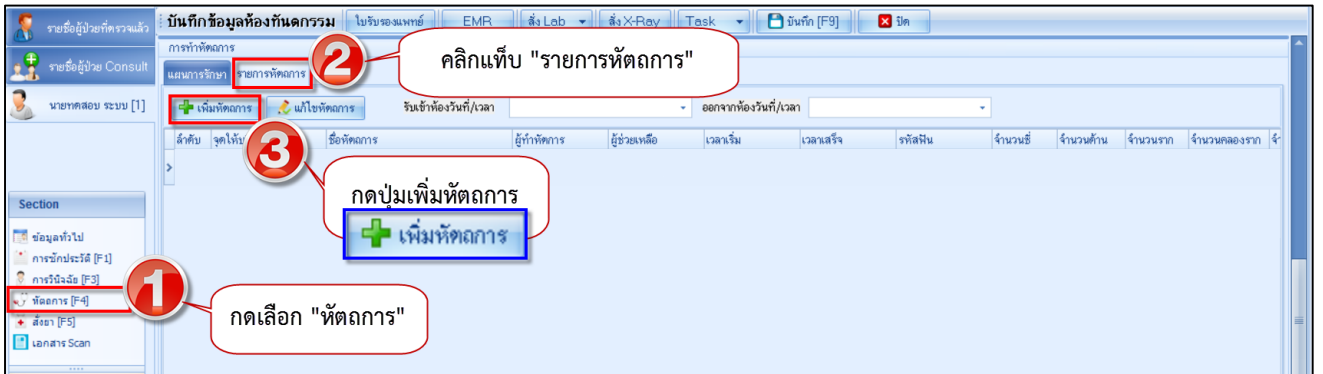 รายชื่อผู้ป่วยที่ตรวจแล้ว
รายชื่อผู้ป่วย Consult
นายทดสอบ ระบบ [1]
Section
ข้อมูลทั่วไป
การซักประวัติ [F1]
การวินิจฉัย [F3]
หัตถการ [F4]
สั่งยา [F5]
เอกสาร Scan
บันทึกข้อมูลห้องทันตกรรม ใบรับรองแพทย์ EMR สั่ง Lab สั่ง X-Ray Task บันทึก [F9] ปิด
การทำหัตถการ
แผนการรักษา รายการหัตถการ
2
คลิกแท็บ "รายการหัตถการ"
เพิ่มหัตถการ แก้ไขหัตถการ รับเข้าห้องวันที่/เวลา ออกจากห้องวันที่/เวลา
ลำดับ จุดให้บ ชื่อหัตถการ ผู้ทำหัตการ ผู้ช่วยเหลือ เวลาเริ่ม เวลาเสร็จ รหัสฟัน จำนวนซี่ จำนวนด้าน จำนวนราก จำนวนคลองราก
3
กดปุ่มเพิ่มหัตถการ
เพิ่มหัตถการ
1
กดเลือก "หัตถการ"